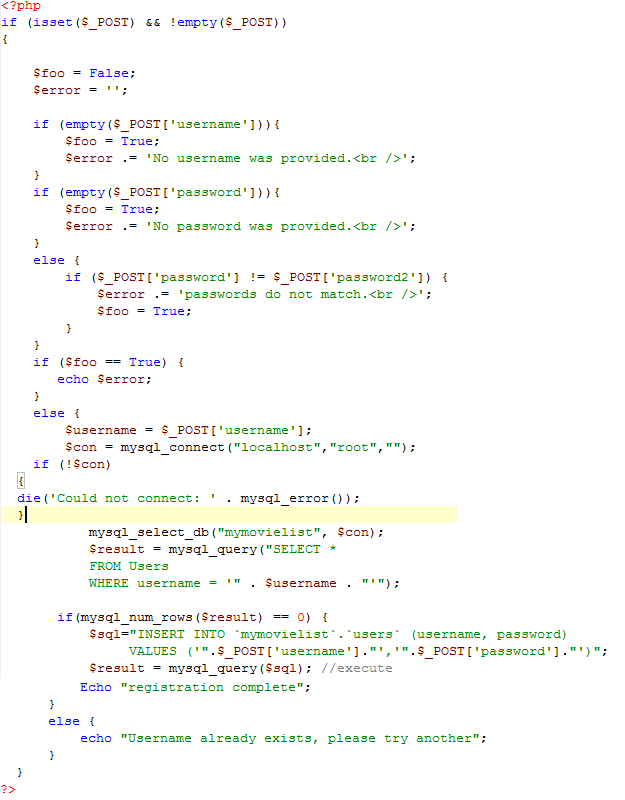 <?php
if (isset($_POST) && !empty($_POST))
{
$foo = False;
$error = '';
if (empty($_POST['username'])){
$foo = True;
$error .= 'No username was provided.<br />';
}
if (empty($_POST['password'])){
$foo = True;
$error .= 'No password was provided.<br />';
}
else {
if ($_POST['password'] != $_POST['password2']) {
$error .= 'passwords do not match.<br />';
$foo = True;
}
}
if ($foo == True) {
echo $error;
}
else {
$username = $_POST['username'];
$con = mysql_connect("localhost","root","");
if (!$con)
{
die('Could not connect: ' . mysql_error());
}
mysql_select_db("mymovielist", $con);
$result = mysql_query("SELECT *
FROM Users
WHERE username = '" . $username . "'");
if(mysql_num_rows($result) == 0) {
$sql="INSERT INTO `mymovielist`.`users` (username, password)
VALUES ('".$_POST['username']."','".$_POST['password']."')";
$result = mysql_query($sql); //execute
Echo "registration complete";
}
else {
echo "Username already exists, please try another";
}
}
?>